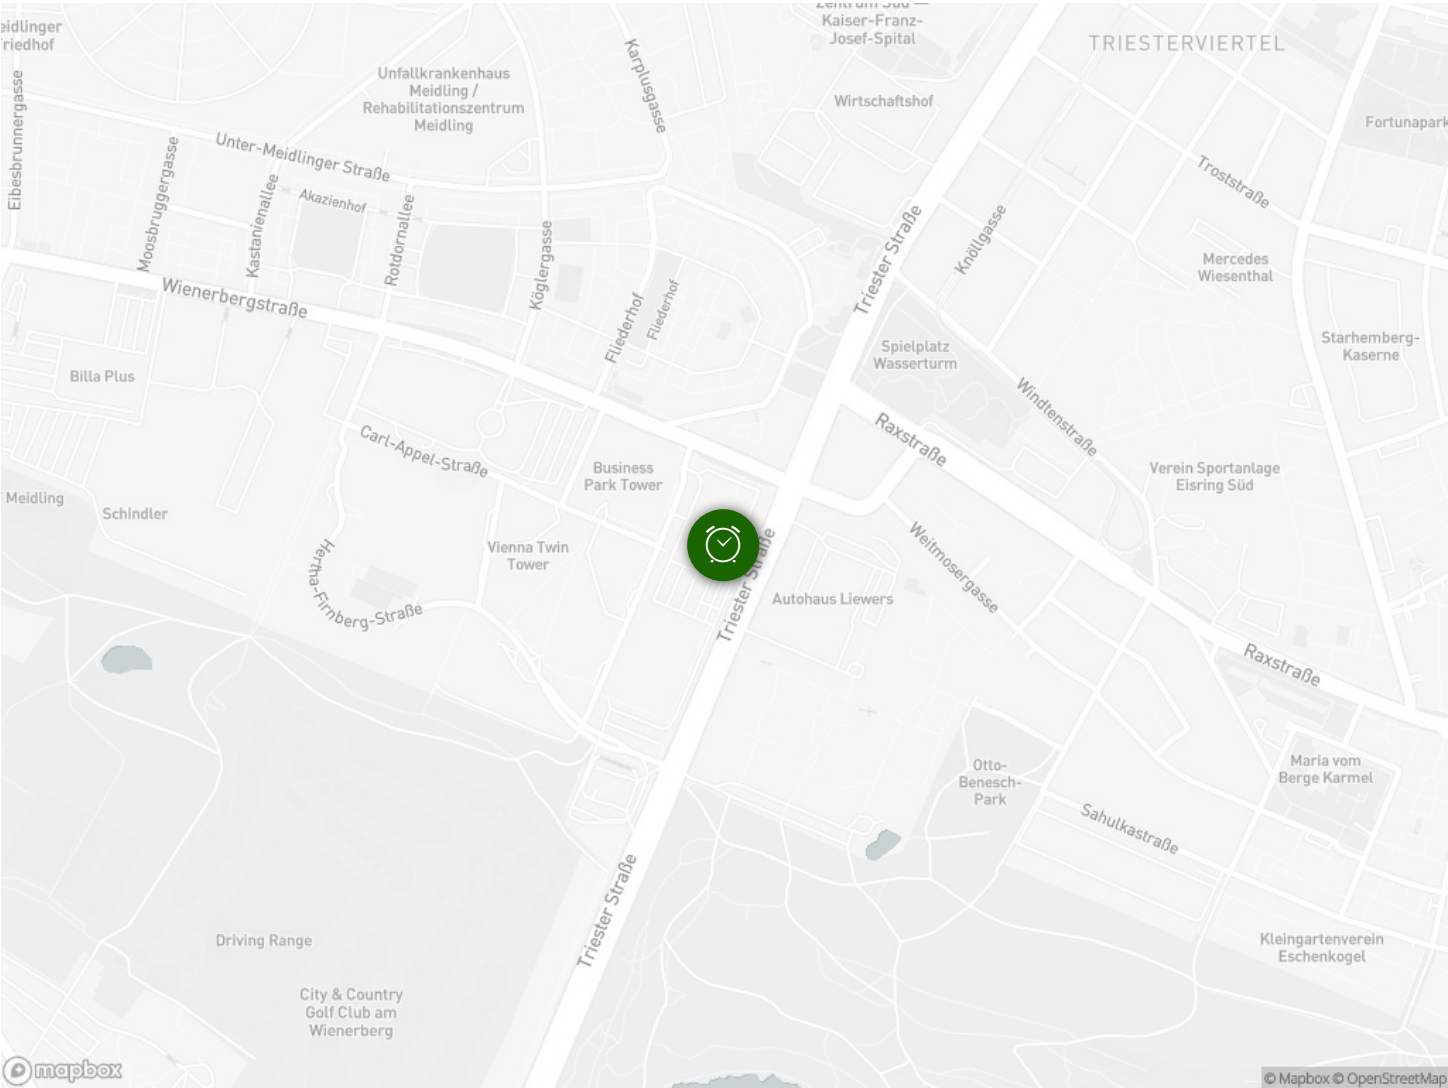 eidlinger
riedhof
Zentrum Süd —
Kaiser-Franz-
Josef-Spital
TRIESTERVIERTEL
Karplusgasse
Unfallkrankenhaus
Meidling /
Rehabilitationszentrum
Meidling
Wirtschaftshof
Fortunapark
Eibesbrunnergasse
Unter-Meidlinger Straße
Moosbruggergasse
Kastanienallee
Akazienhof
Rotdornallee
Köglergasse
Troststraße
Triester Straße
Knöllgasse
Mercedes
Wiesenthal
Wienerbergstraße
Fliederhof
Fliederhof
Spielplatz
Wasserturm
Starhemberg-
Kaserne
Billa Plus
Windtenstraße
Carl-Appel-Straße
Raxstraße
Business
Park Tower
Verein Sportanlage
Eisring Süd
Meidling
Schindler
Vienna Twin
Tower
Hertha-Firnberg-Straße
Triester Straße
Weitmosergasse
Autohaus Liewers
Raxstraße
Otto-
Benesch-
Park
Maria vom
Berge Karmel
Sahulkastraße
Triester Straße
Driving Range
Kleingartenverein
Eschenkogel
City & Country
Golf Club am
Wienerberg
mapbox
© Mapbox © OpenStreetMap